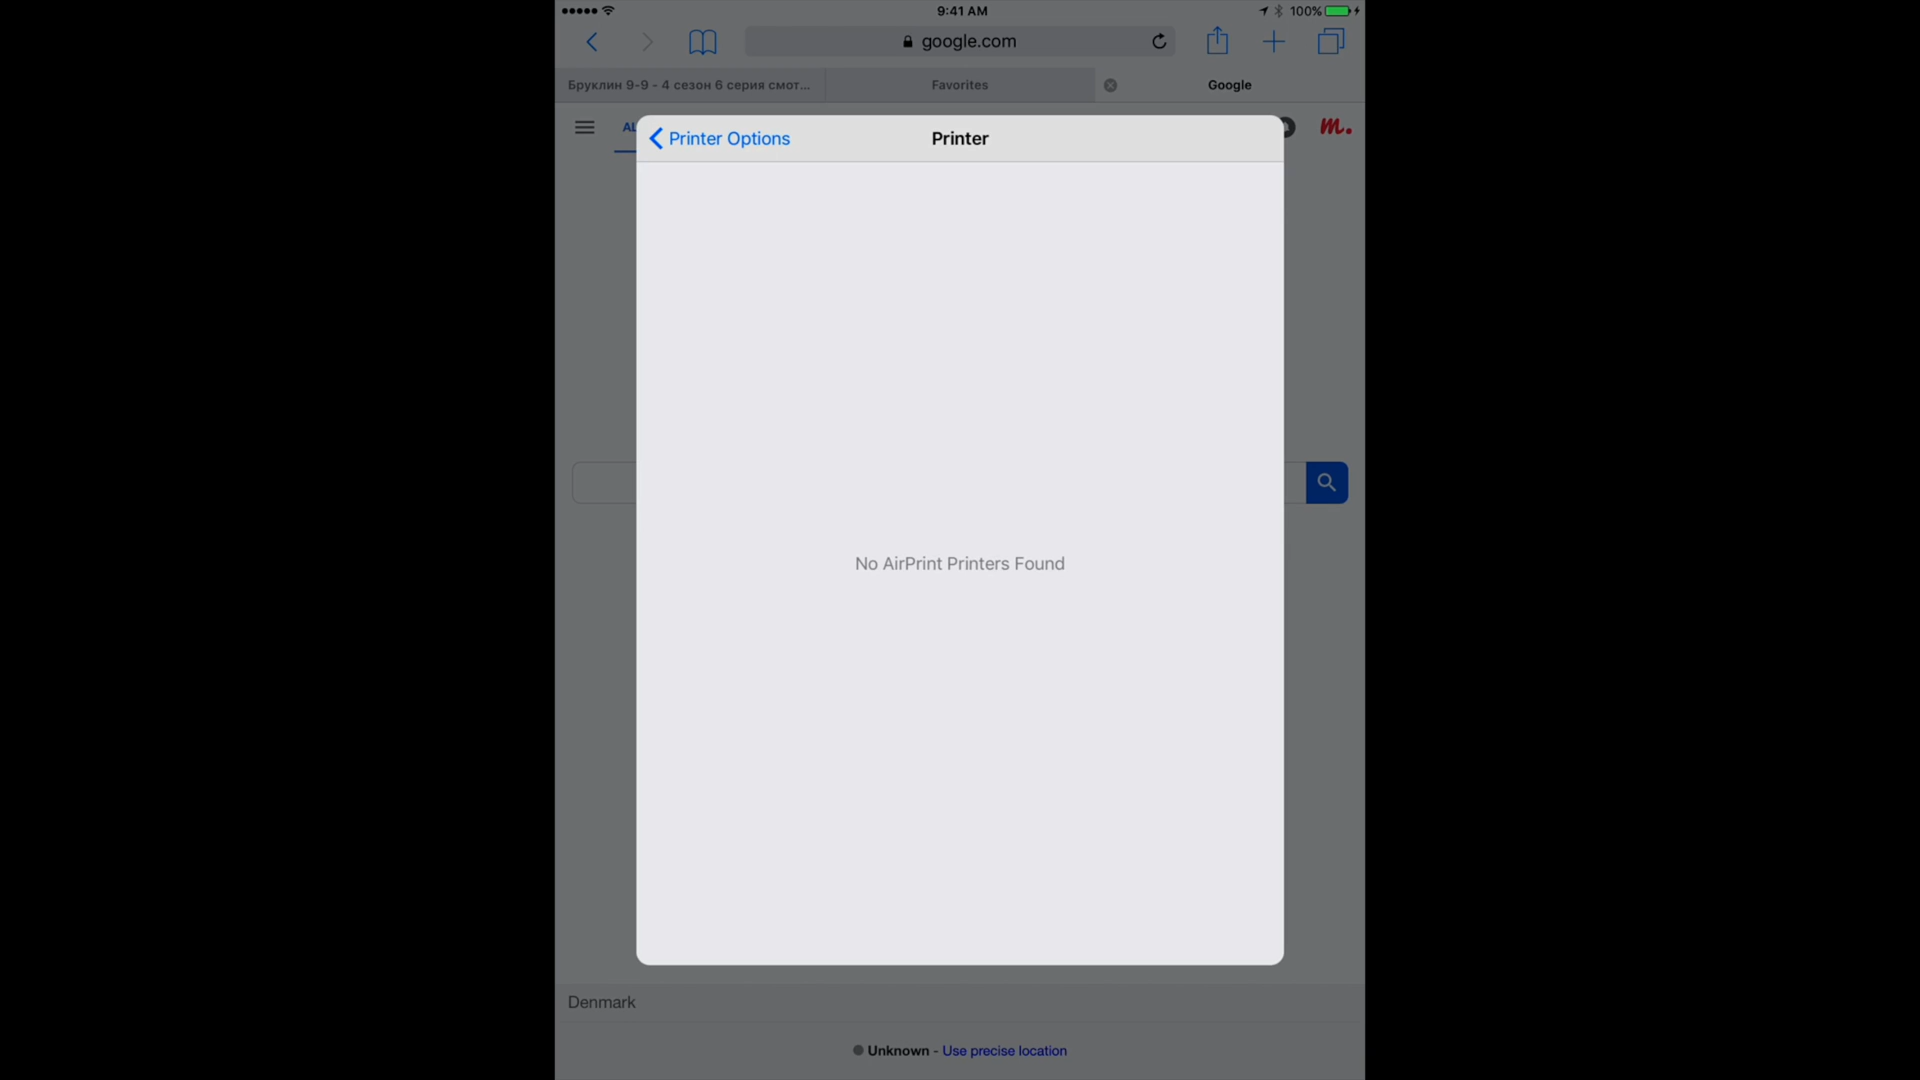 9:41 AM
100%
google.com
Бруклин 9-9 - 4 сезон 6 серия смот...
Favorites
Google
AL
m.
Printer Options
Printer
No AirPrint Printers Found
Denmark
Unknown - Use precise location